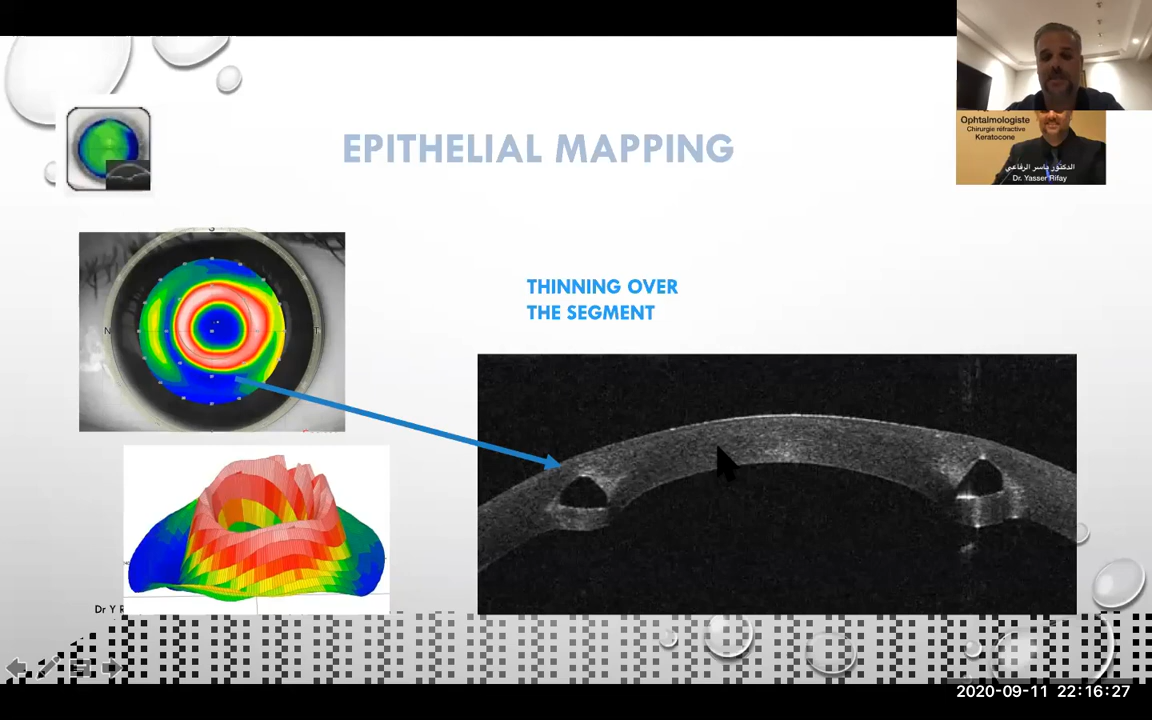 Ophtalmologiste
Chirurgie réfractive
Keratocone
الدكتور ياسر الرفاعي
Dr. Yasser Rifay
EPITHELIAL MAPPING
THINNING OVER
THE SEGMENT
N
T
Dr Y R
2020-09-11 22:16:27